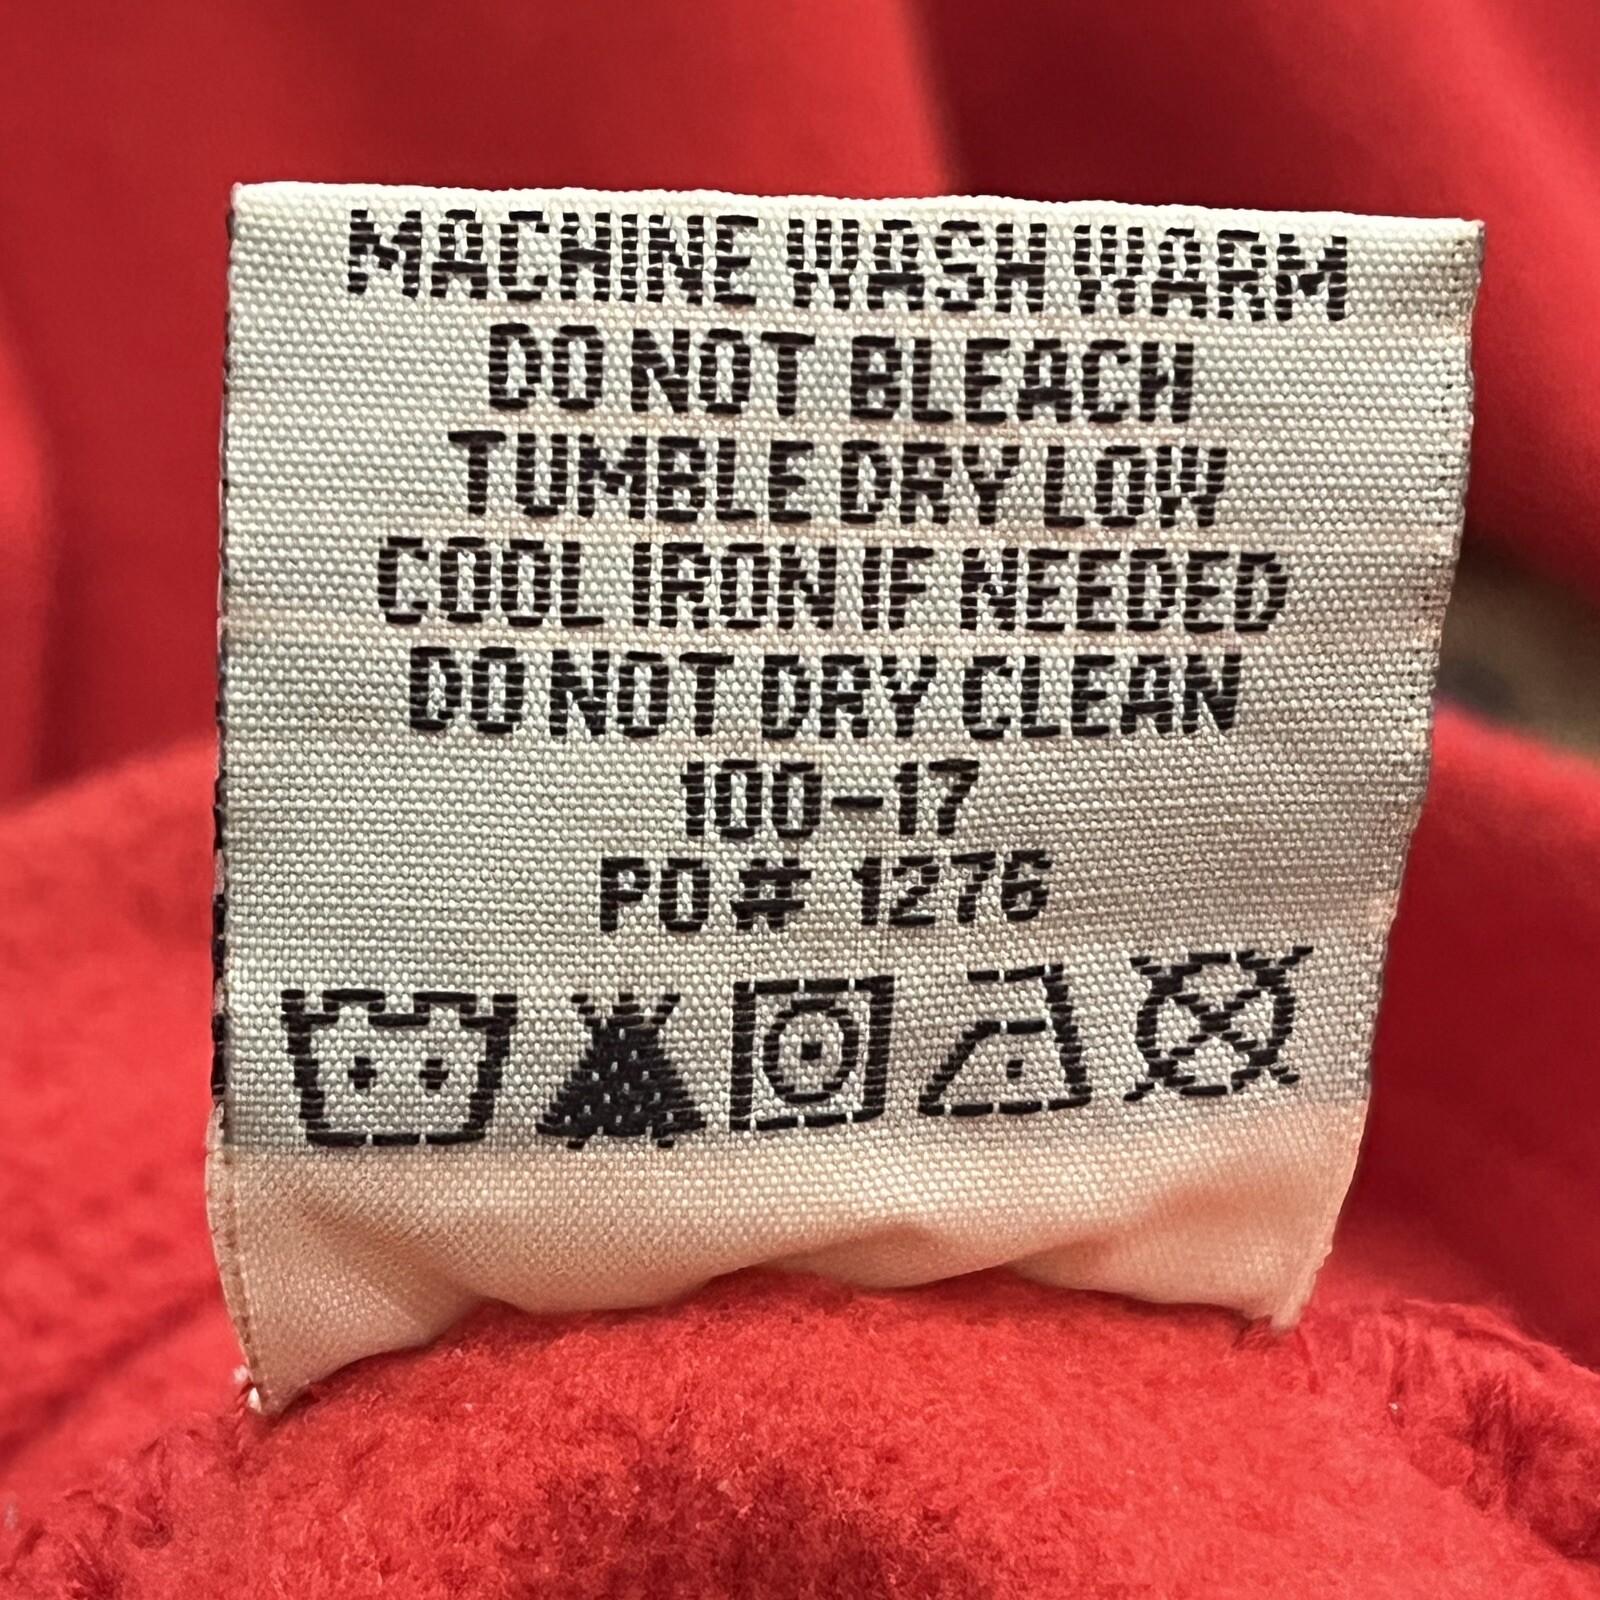 MACHINE WASH WARM
DO NOT BLEACH
TUMBLE DRY LOW
COOL IRON IF NEEDED
DO NOT DRY CLEAN
100-17
PO# 1276